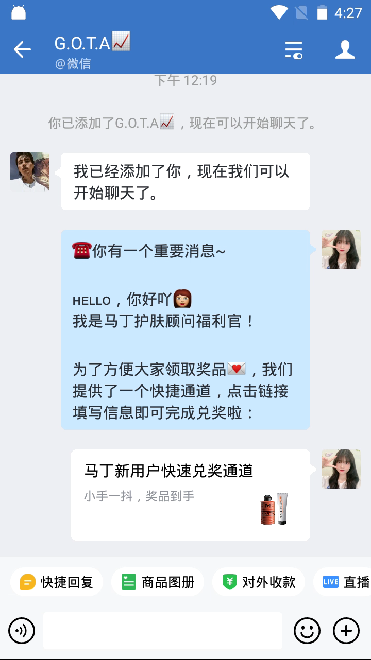 4:27
G.O.T.A📈
@微信
下午 12:19
你已添加了G.O.T.A📈，现在可以开始聊天了。
我已经添加了你，现在我们可以
开始聊天了。
☎️你有一个重要消息~
HELLO，你好吖👩
我是马丁护肤顾问福利官！
为了方便大家领取奖品💌，我们
提供了一个快捷通道，点击链接
填写信息即可完成兑奖啦：
马丁新用户快速兑奖通道
小手一抖，奖品到手
快捷回复 商品图册 对外收款 LIVE 直播